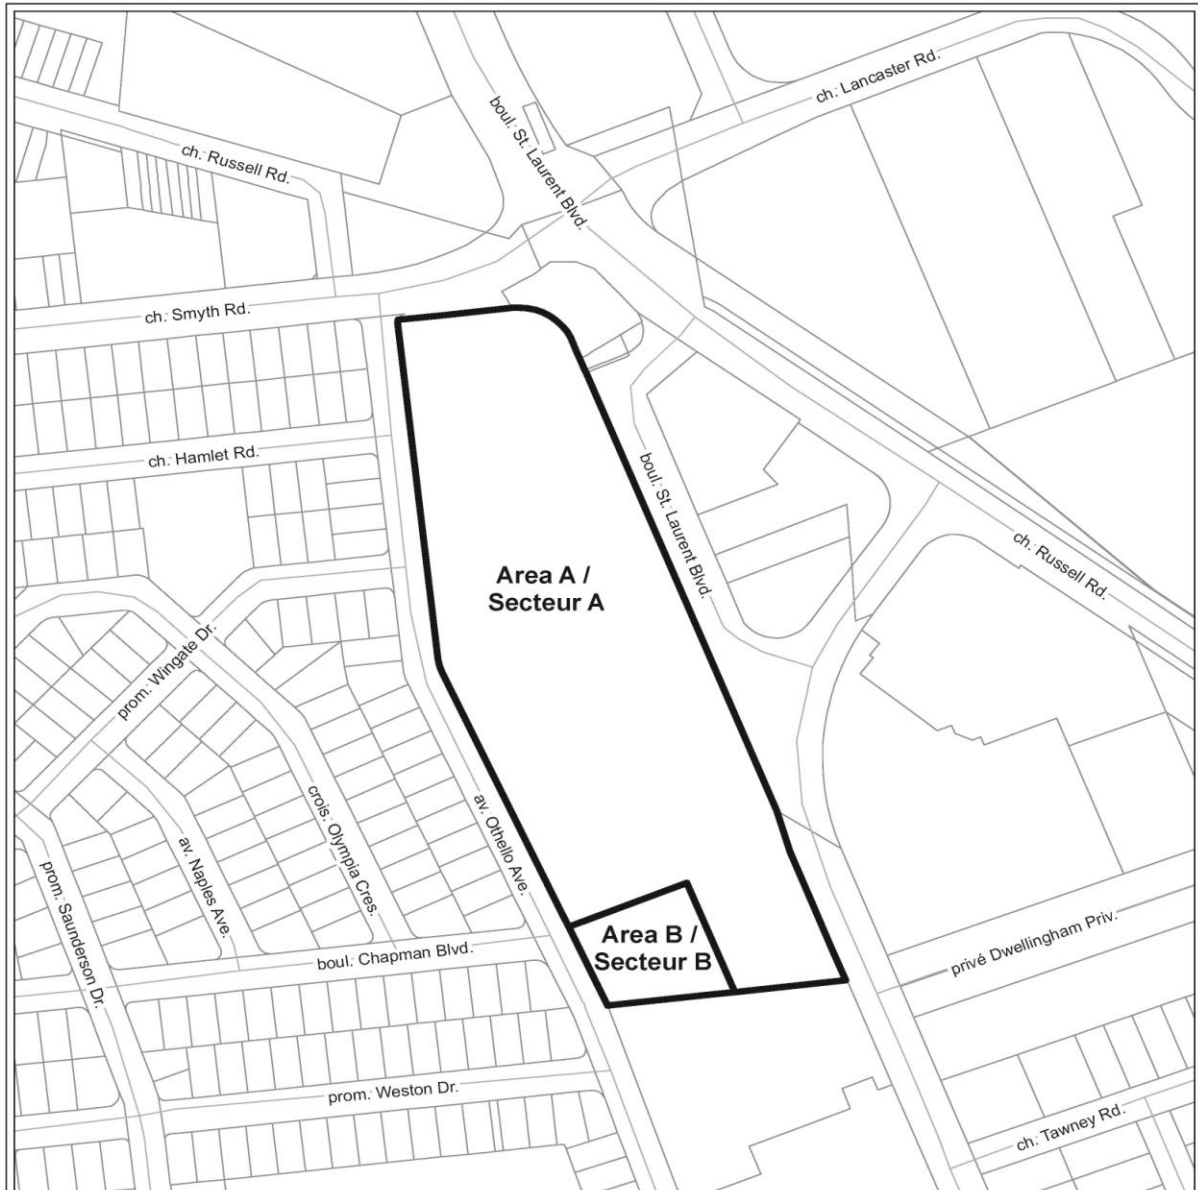 ch. Lancaster Rd.
boul. St. Laurent Blvd.
ch. Russell Rd.
ch. Smyth Rd.
ch. Hamlet Rd.
boul. St. Laurent Blvd.
ch. Russell Rd.
Area A /
Secteur A
prom. Wingate Dr.
av. Othello Ave.
crois. Olympia Cres.
av. Naples Ave.
prom. Saunderson Dr.
Area B /
Secteur B
boul. Chapman Blvd.
privé Dwellingham Priv.
prom. Weston Dr.
ch. Tawney Rd.